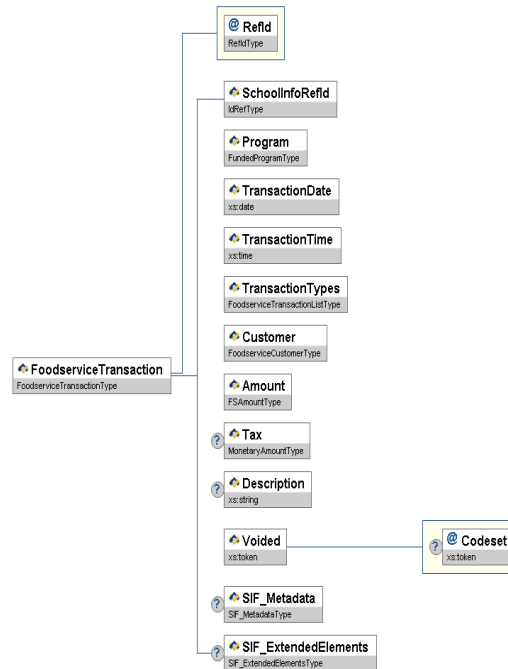 @ RefId
RefIdType
SchoolInfoRefId
IdRefType
Program
FundedProgramType
TransactionDate
xs:date
TransactionTime
xs:time
TransactionTypes
FoodserviceTransactionListType
Customer
FoodserviceCustomerType
FoodserviceTransaction
FoodserviceTransactionType
Amount
FSAmountType
? Tax
MonetaryAmountType
? Description
xs:string
Voided
xs:token
? @ Codeset
xs:token
? SIF_Metadata
SIF_MetadataType
? SIF_ExtendedElements
SIF_ExtendedElementsType